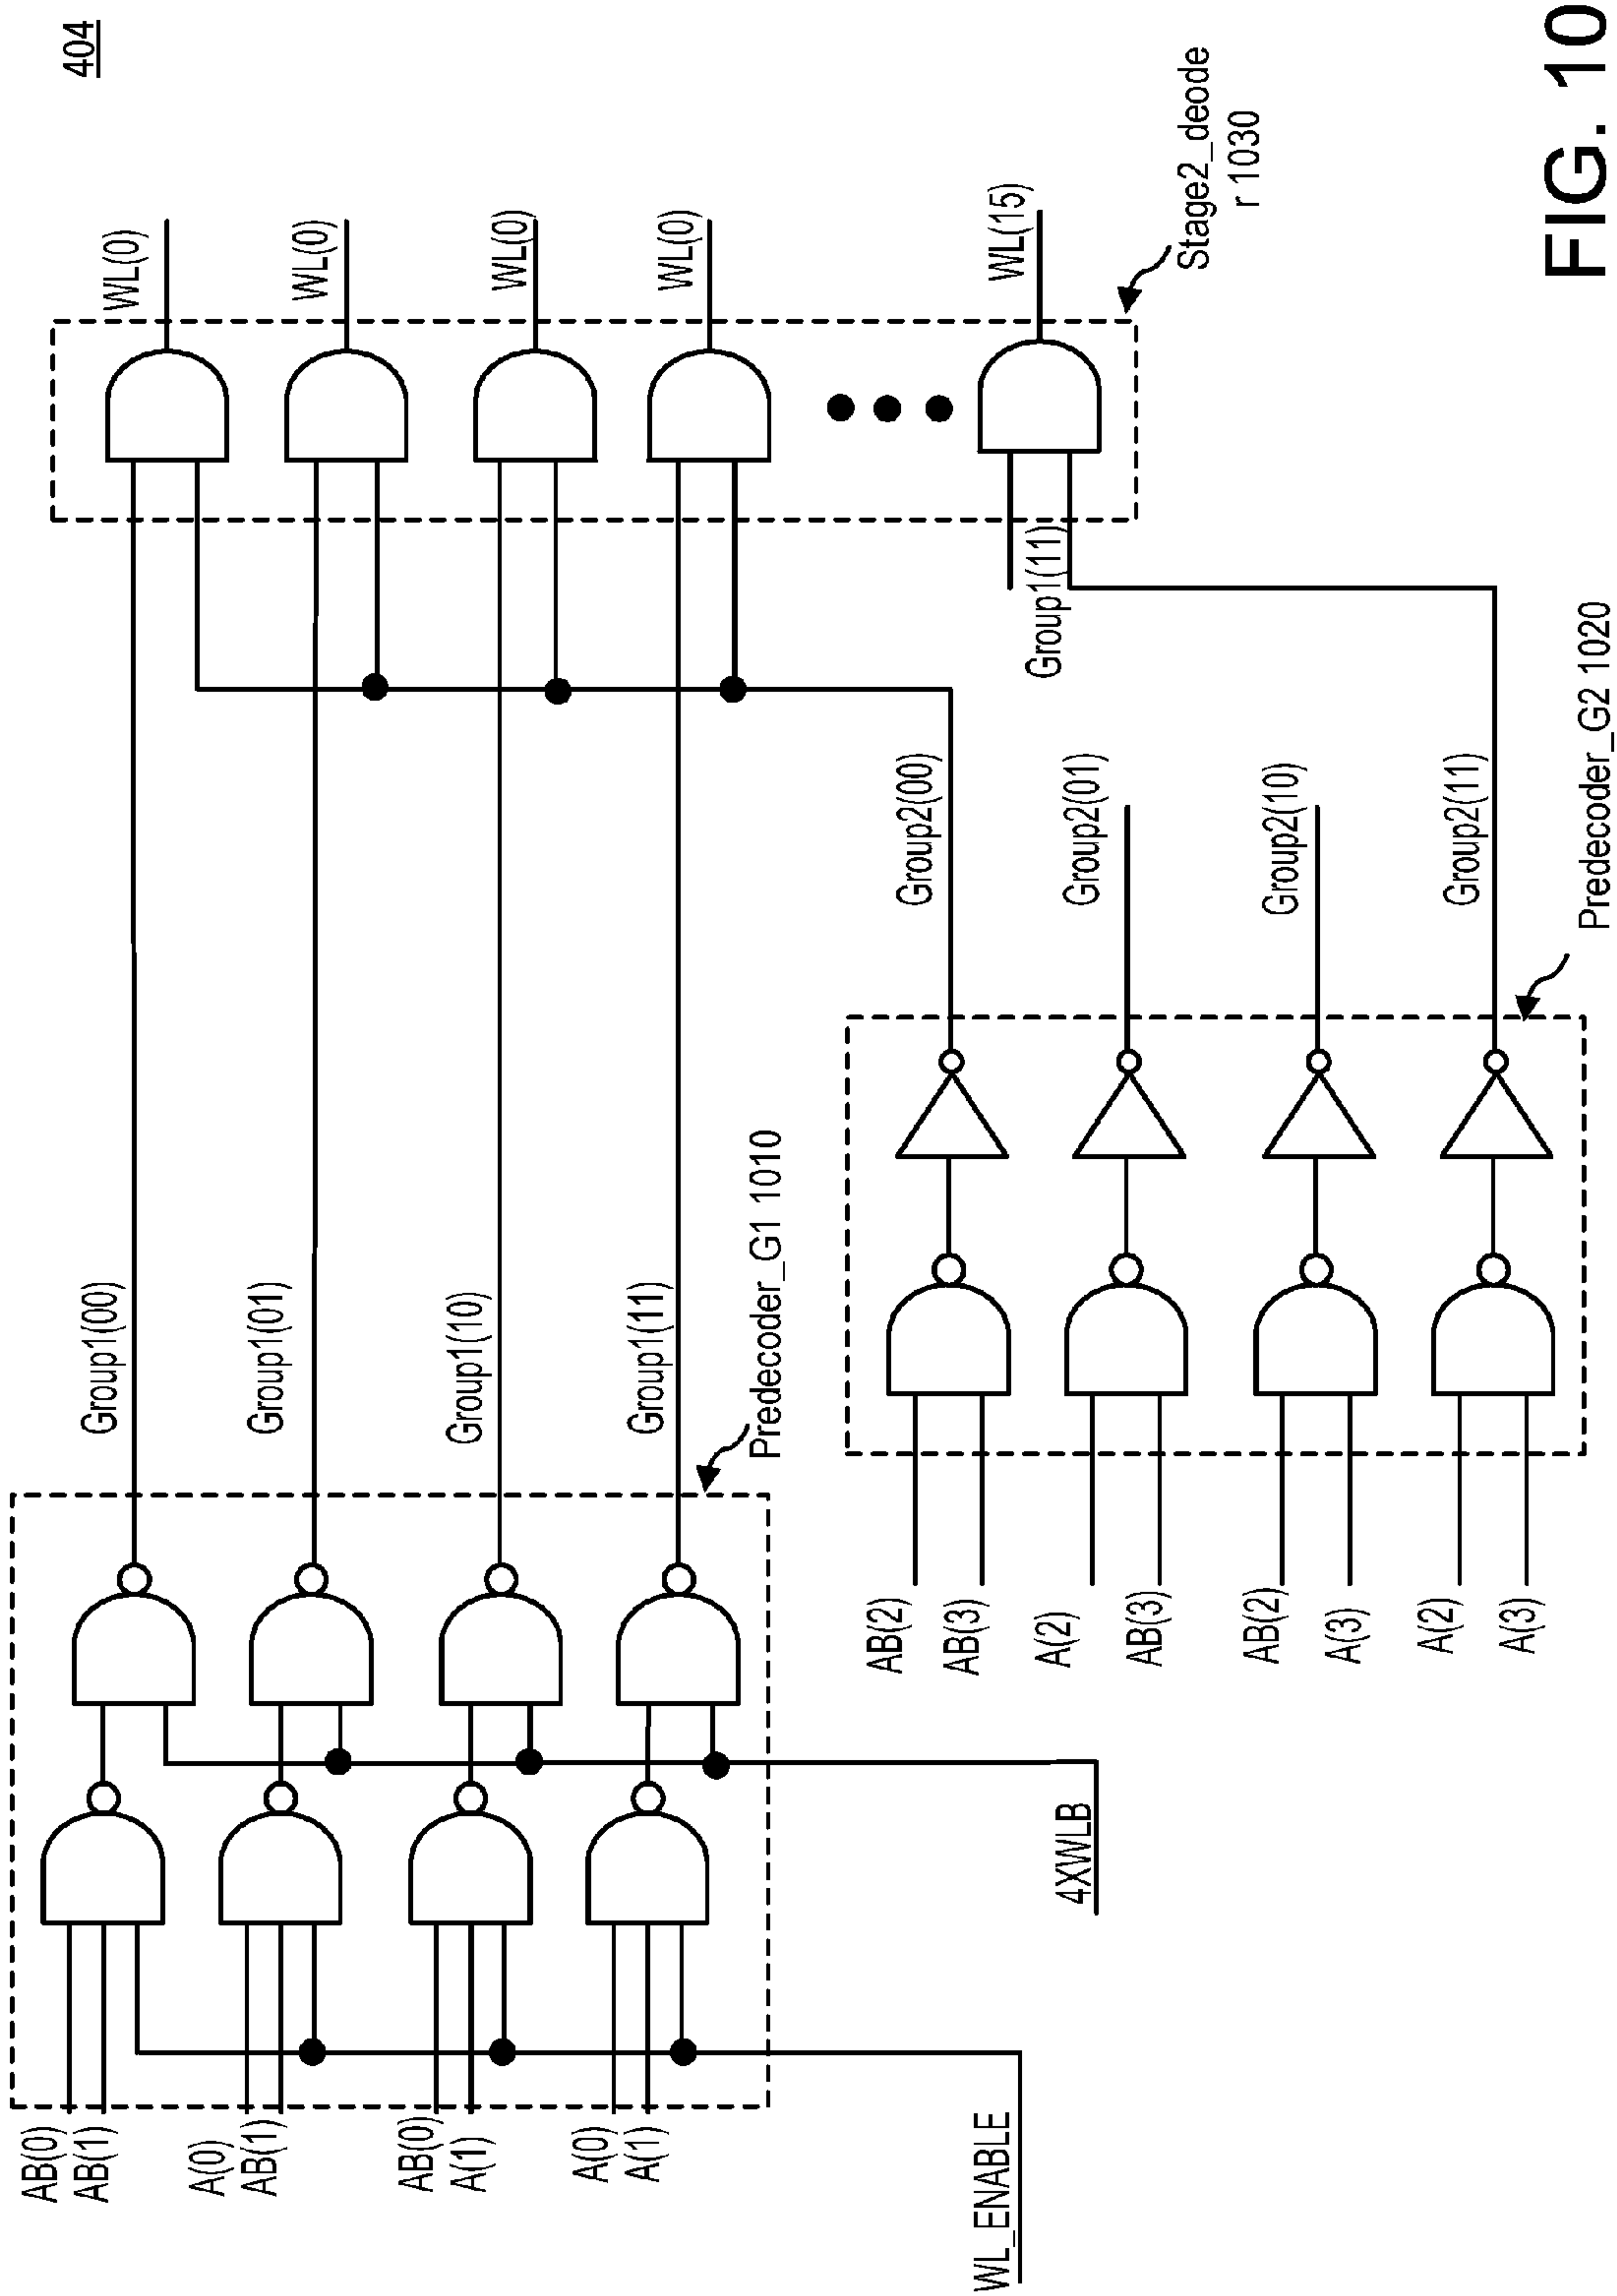 404
AB(0)
AB(1)
A(0)
AB(1)
AB(0)
A(1)
A(0)
A(1)
WL_ENABLE
4XWLB
Group1(00)
Group1(01)
Group1(10)
Group1(11)
Predecoder_G1 1010
WL(0)
WL(0)
WL(0)
WL(0)
WL(15)
Group1(11)
Stage2_deode
r 1030
AB(2)
AB(3)
A(2)
AB(3)
AB(2)
A(3)
A(2)
A(3)
Group2(00)
Group2(01)
Group2(10)
Group2(11)
Predecoder_G2 1020
FIG. 10